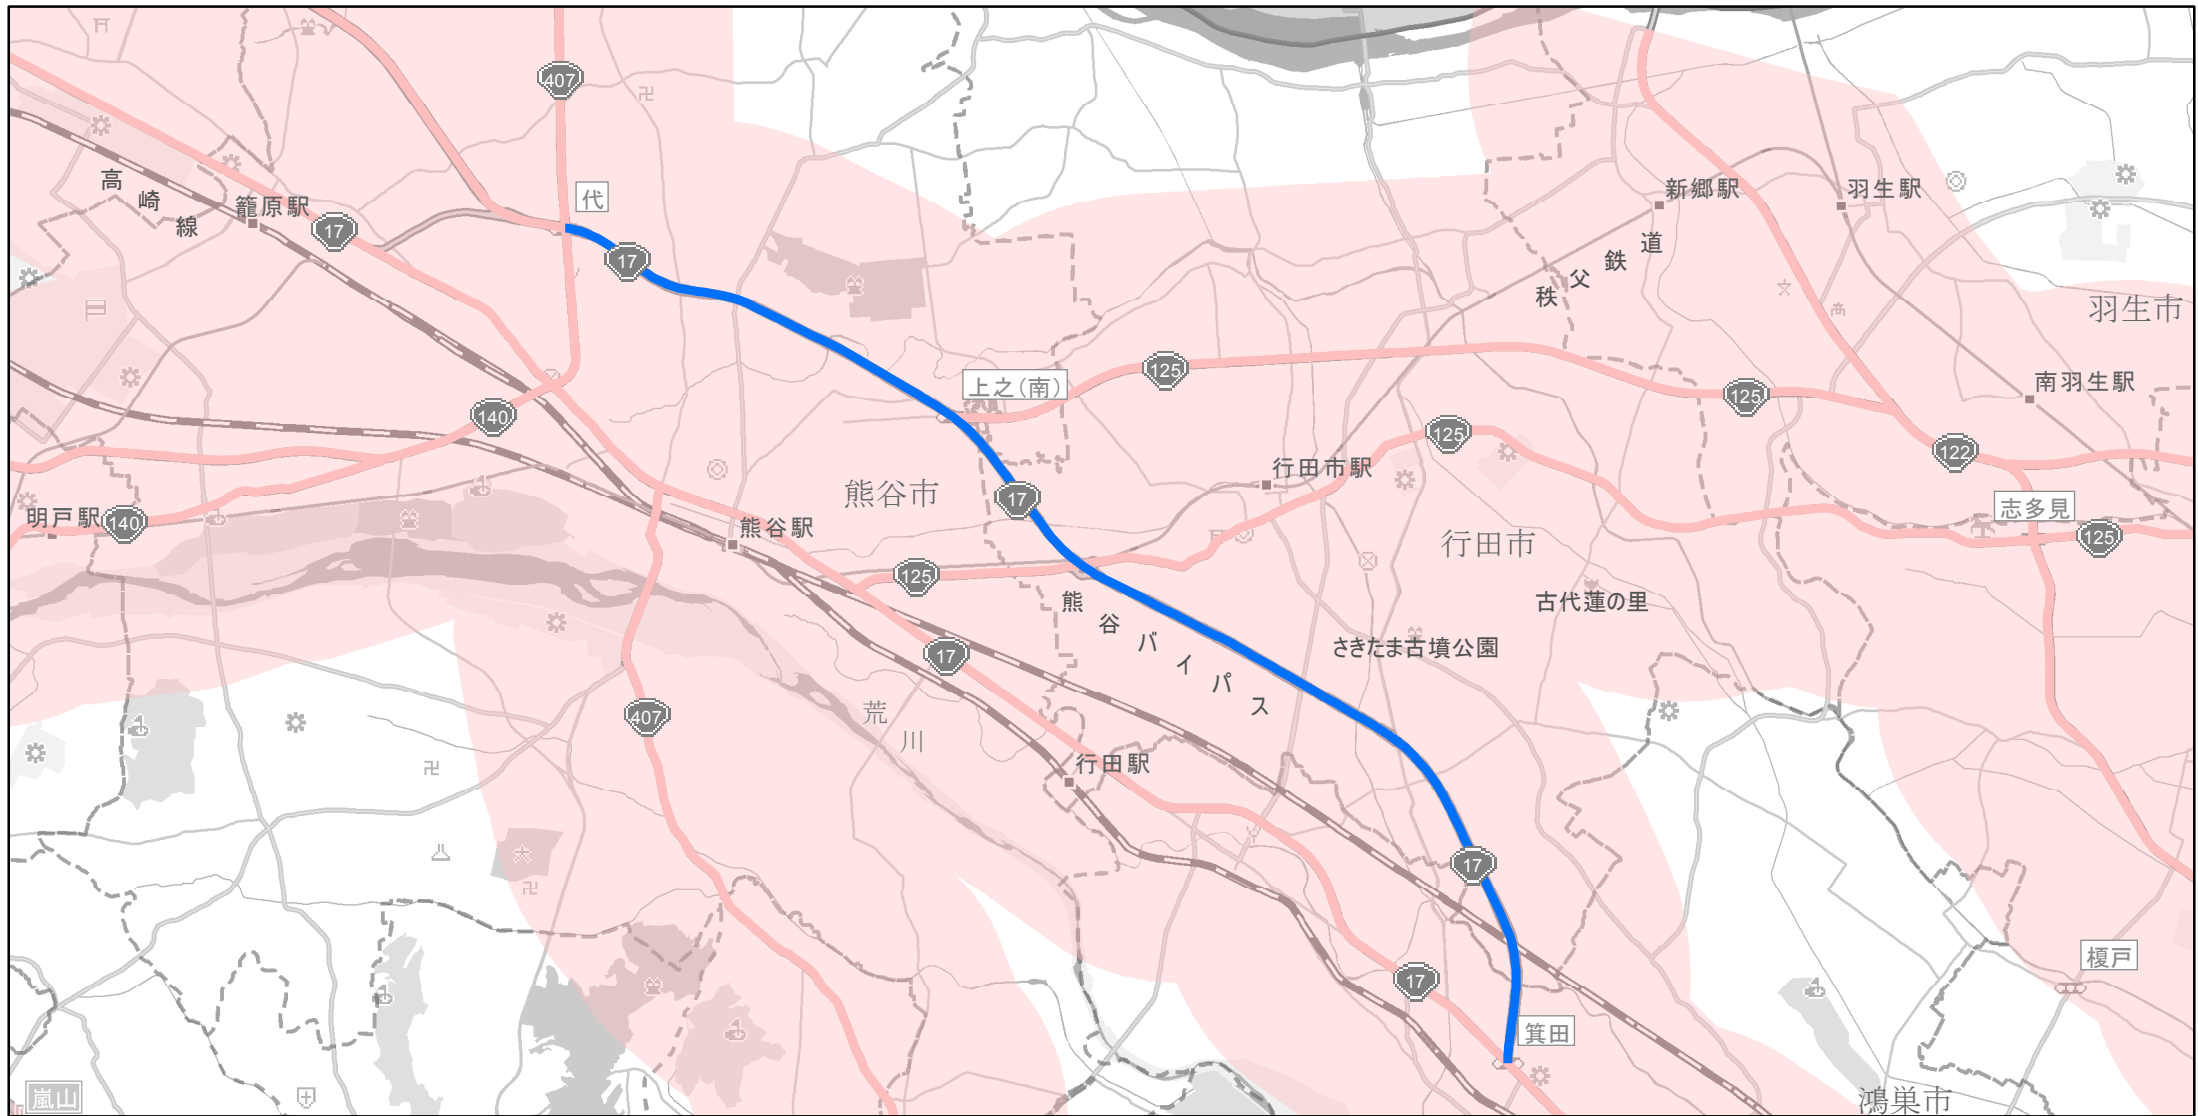 407
代
高崎線
籠原駅
17
17
新郷駅
羽生駅
秩父鉄道
羽生市
上之(南)
125
125
南羽生駅
140
125
122
行田市駅
熊谷市
17
志多見
明戸駅
140
熊谷駅
行田市
125
125
古代蓮の里
熊谷バイパス
さきたま古墳公園
17
407
荒川
行田駅
17
17
榎戸
箕田
嵐山
鴻巣市